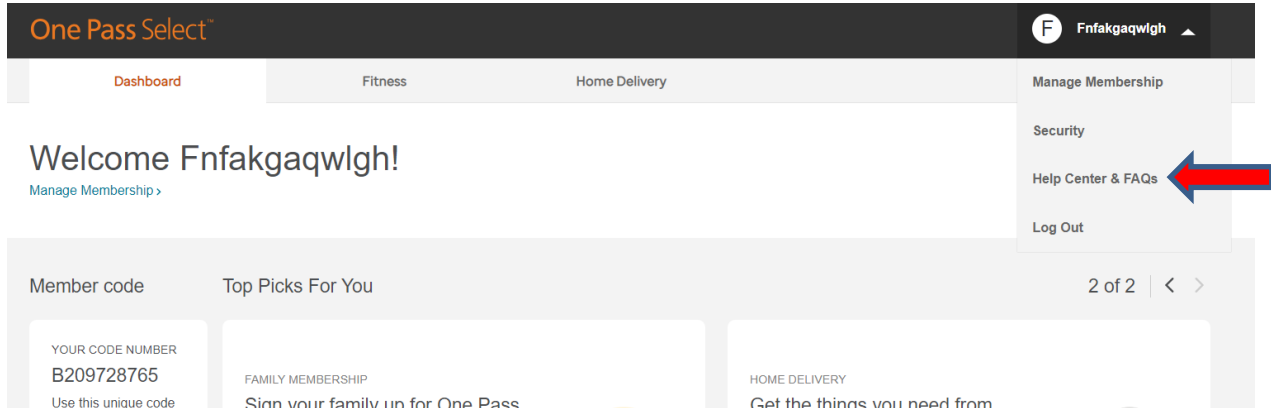 One Pass Select™
F Fnfakgaqwlgh
Dashboard Fitness Home Delivery
Manage Membership
Security
Help Center & FAQs
Log Out
Welcome Fnfakgaqwlgh!
Manage Membership ›
Member code
Top Picks For You
2 of 2 < >
YOUR CODE NUMBER
B209728765
Use this unique code
FAMILY MEMBERSHIP
Sign your family up for One Pass
HOME DELIVERY
Get the things you need from